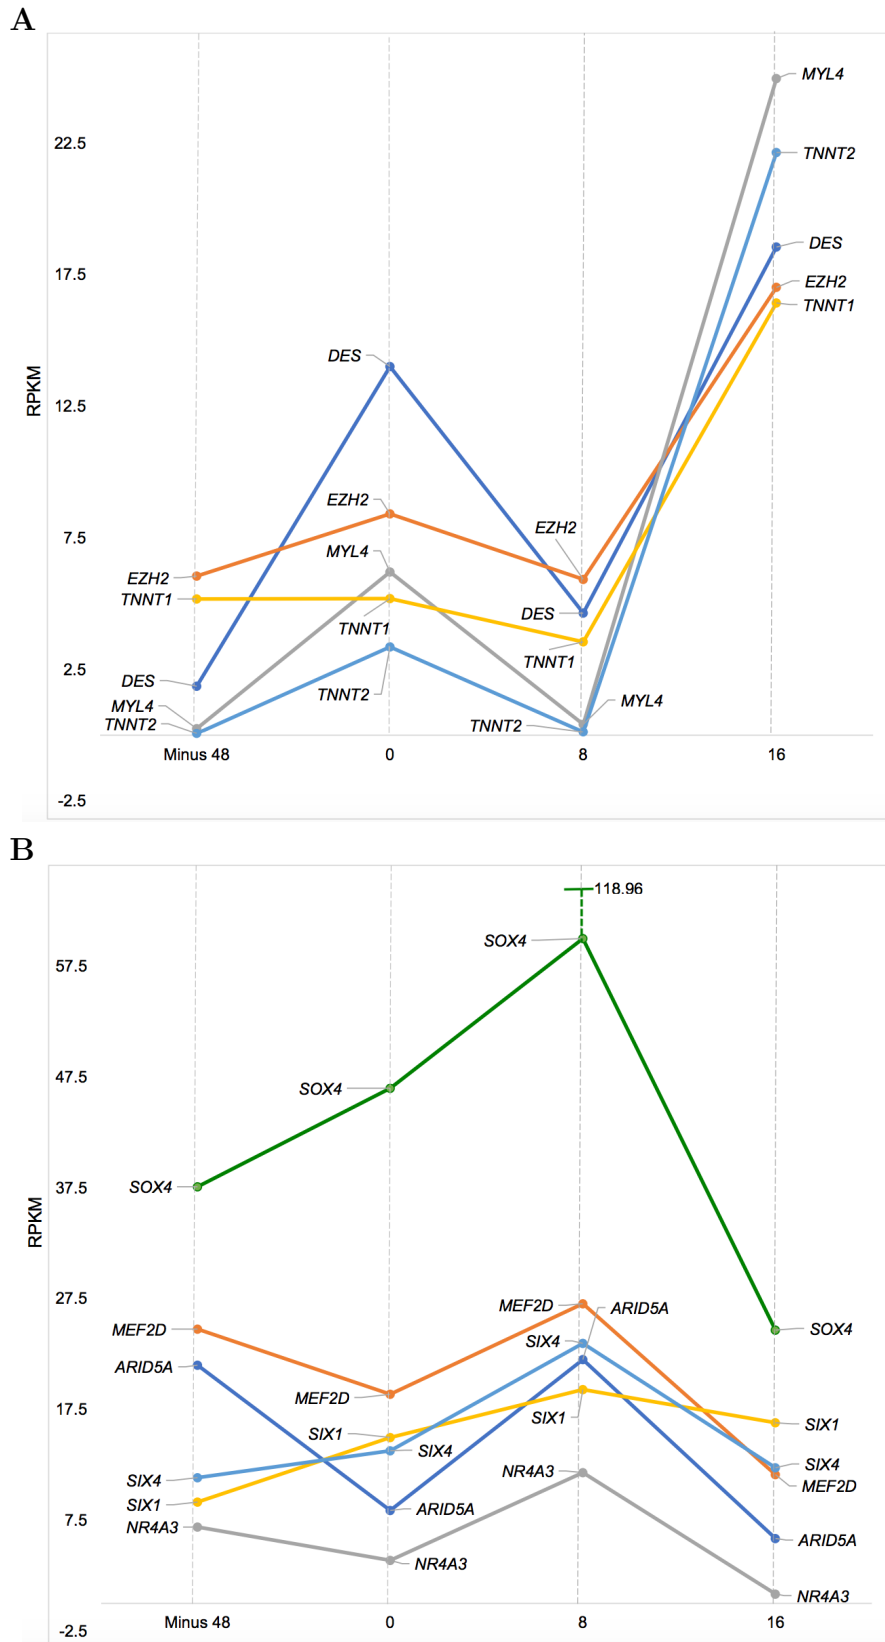 A
MYL4
22.5
TNNT2
DES
17.5
EZH2
TNNT1
DES
RPKM
12.5
EZH2
EZH2
7.5
MYL4
EZH2
TNNT1
DES
TNNT1
TNNT1
2.5
DES
TNNT2
MYL4
MYL4
TNNT2
TNNT2
Minus 48 0 8 16
-2.5
B
118.96
SOX4
57.5
SOX4
47.5
SOX4
37.5
RPKM
27.5
MEF2D
ARID5A
MEF2D
SOX4
SIX4
ARID5A
MEF2D
17.5
SIX1
SIX1
SIX1
SIX4
NR4A3
SIX4
SIX4
MEF2D
SIX1
ARID5A
7.5
NR4A3
ARID5A
NR4A3
NR4A3
Minus 48 0 8 16
-2.5